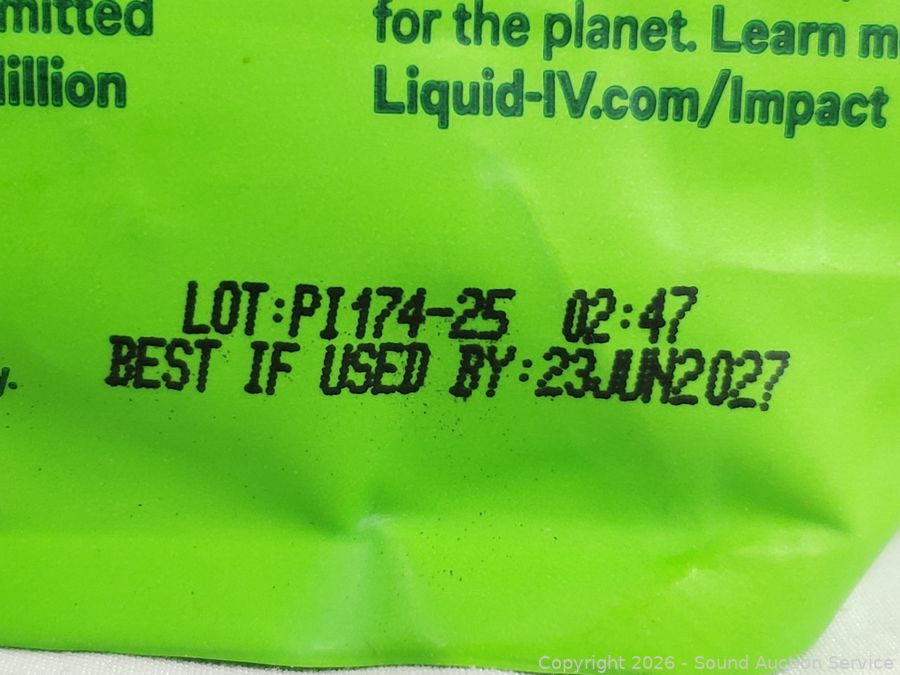 mitted
for the planet. Learn m
illion
Liquid-IV.com/Impact
LOT:PI174-25 02:47
BEST IF USED BY:23JUN2027
y.
Copyright 2026 - Sound Auction Service